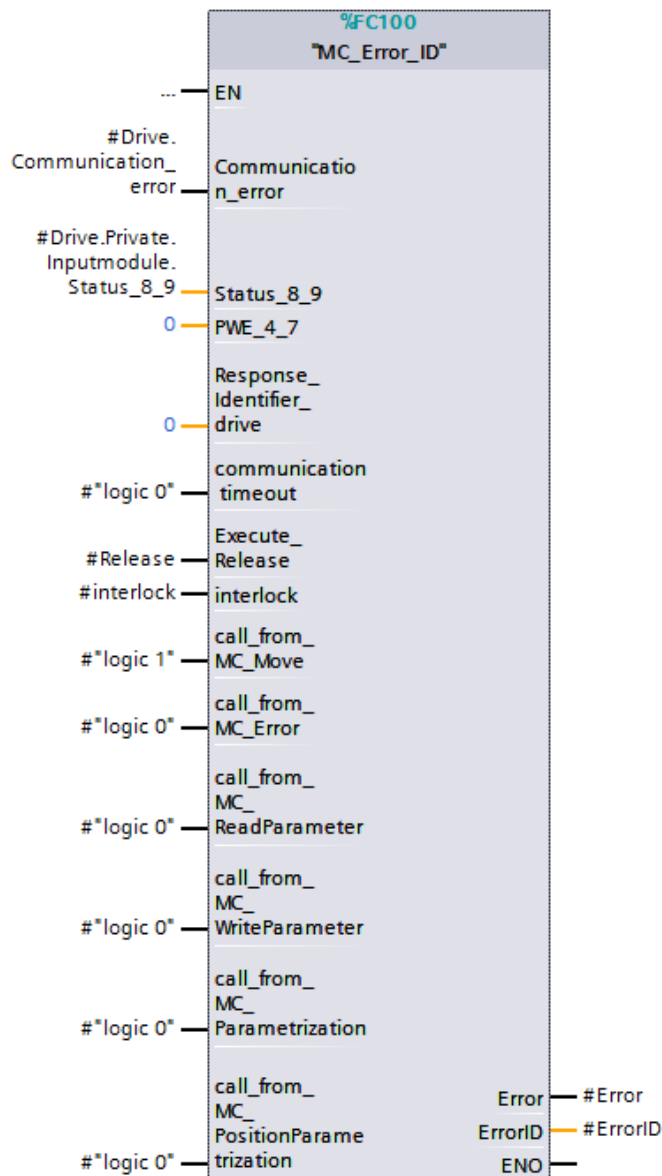 %FC100
"MC_Error_ID"
... EN
#Drive.
Communication_
error
Communicatio
n_error
#Drive.Private.
Inputmodule.
Status_8_9
Status_8_9
0 PWE_4_7
Response_
Identifier_
0 drive
communication
#"logic 0" timeout
Execute_
#Release Release
#interlock interlock
call_from_
#"logic 1" MC_Move
call_from_
#"logic 0" MC_Error
call_from_
MC_
#"logic 0" ReadParameter
call_from_
MC_
#"logic 0" WriteParameter
call_from_
MC_
#"logic 0" Parametrization
call_from_
MC_
PositionParame
#"logic 0" trization
Error #Error
ErrorID #ErrorID
ENO